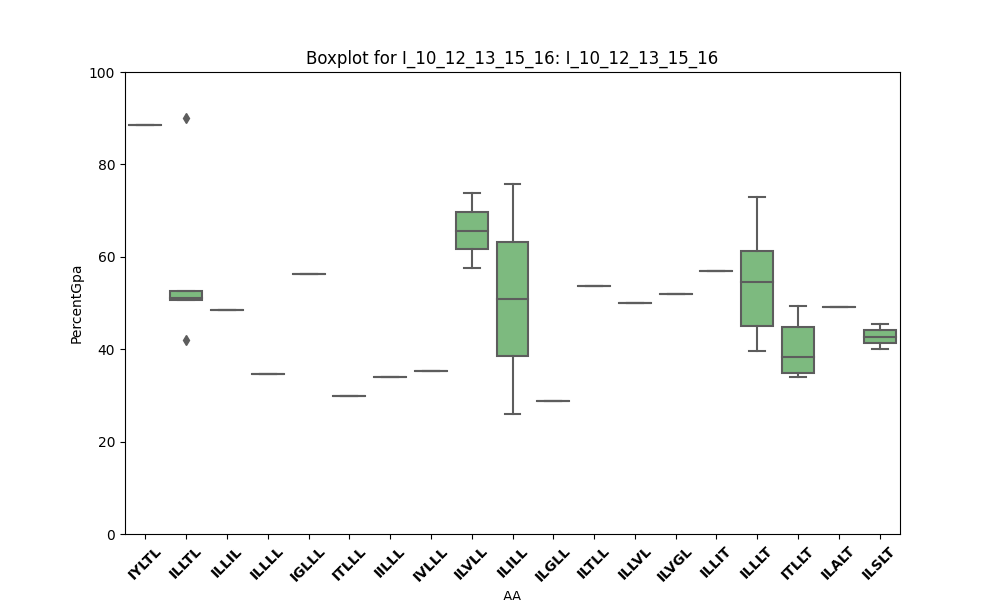 Boxplot for I_10_12_13_15_16: I_10_12_13_15_16
100
80
60
40
20
0
PercentGpa
IYLTL
ILLTL
ILLIL
ILLLL
IGLLL
ITLLL
IILLL
IVLLL
ILVLL
ILILL
ILGLL
ILTLL
ILLVL
ILVGL
ILLIT
ILLLT
ITLLT
ILALT
ILSLT
AA